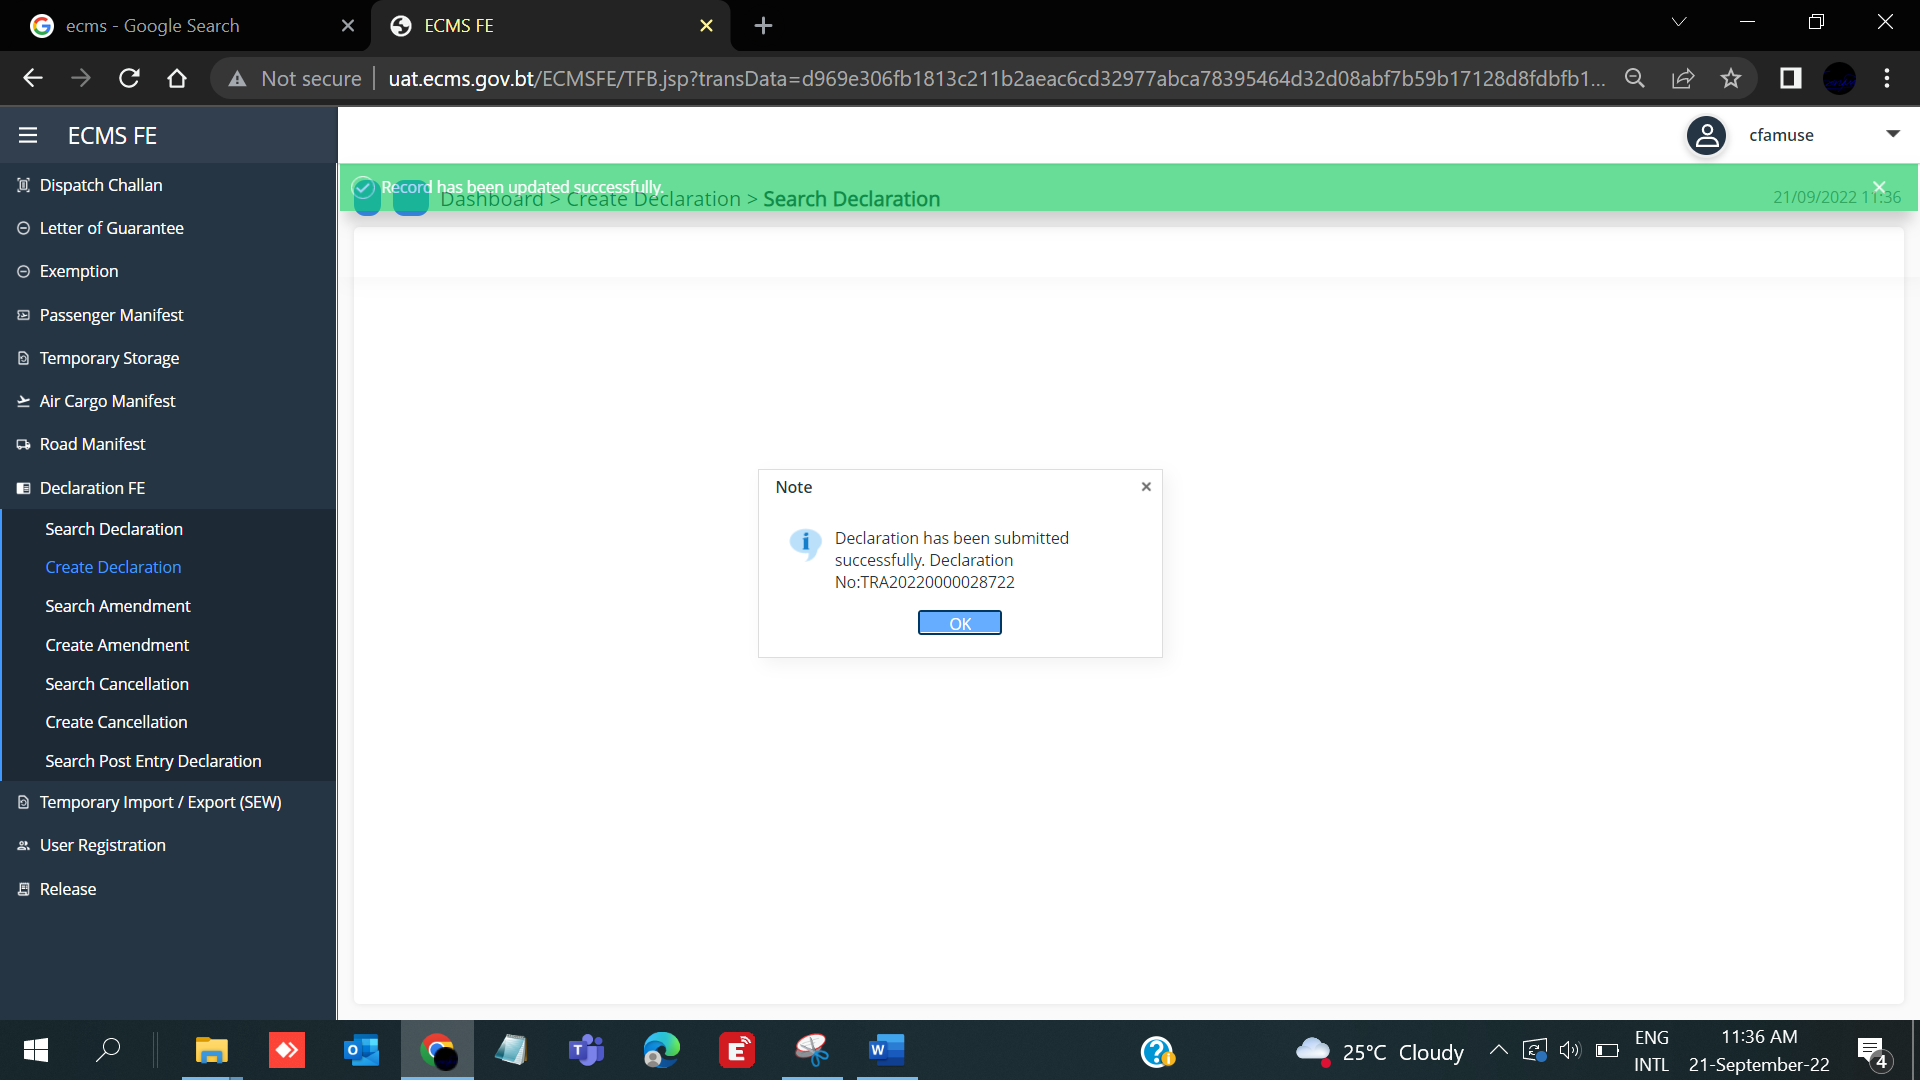 ecms - Google Search
ECMS FE
Not secure
uat.ecms.gov.bt/ECMSFE/TFB.jsp?transData=d969e306fb1813c211b2aeac6cd32977abca78395464d32d08abf7b59b17128d8fdbfb1...
ECMS FE
cfamuse
Record has been updated successfully.
Dashboard > Create Declaration > Search Declaration
21/09/2022 11:36
Dispatch Challan
Letter of Guarantee
Exemption
Passenger Manifest
Temporary Storage
Air Cargo Manifest
Road Manifest
Declaration FE
Search Declaration
Create Declaration
Search Amendment
Create Amendment
Search Cancellation
Create Cancellation
Search Post Entry Declaration
Temporary Import / Export (SEW)
User Registration
Release
Note
Declaration has been submitted
successfully. Declaration
No:TRA20220000028722
OK
25°C Cloudy
ENG
INTL
11:36 AM
21-September-22
4